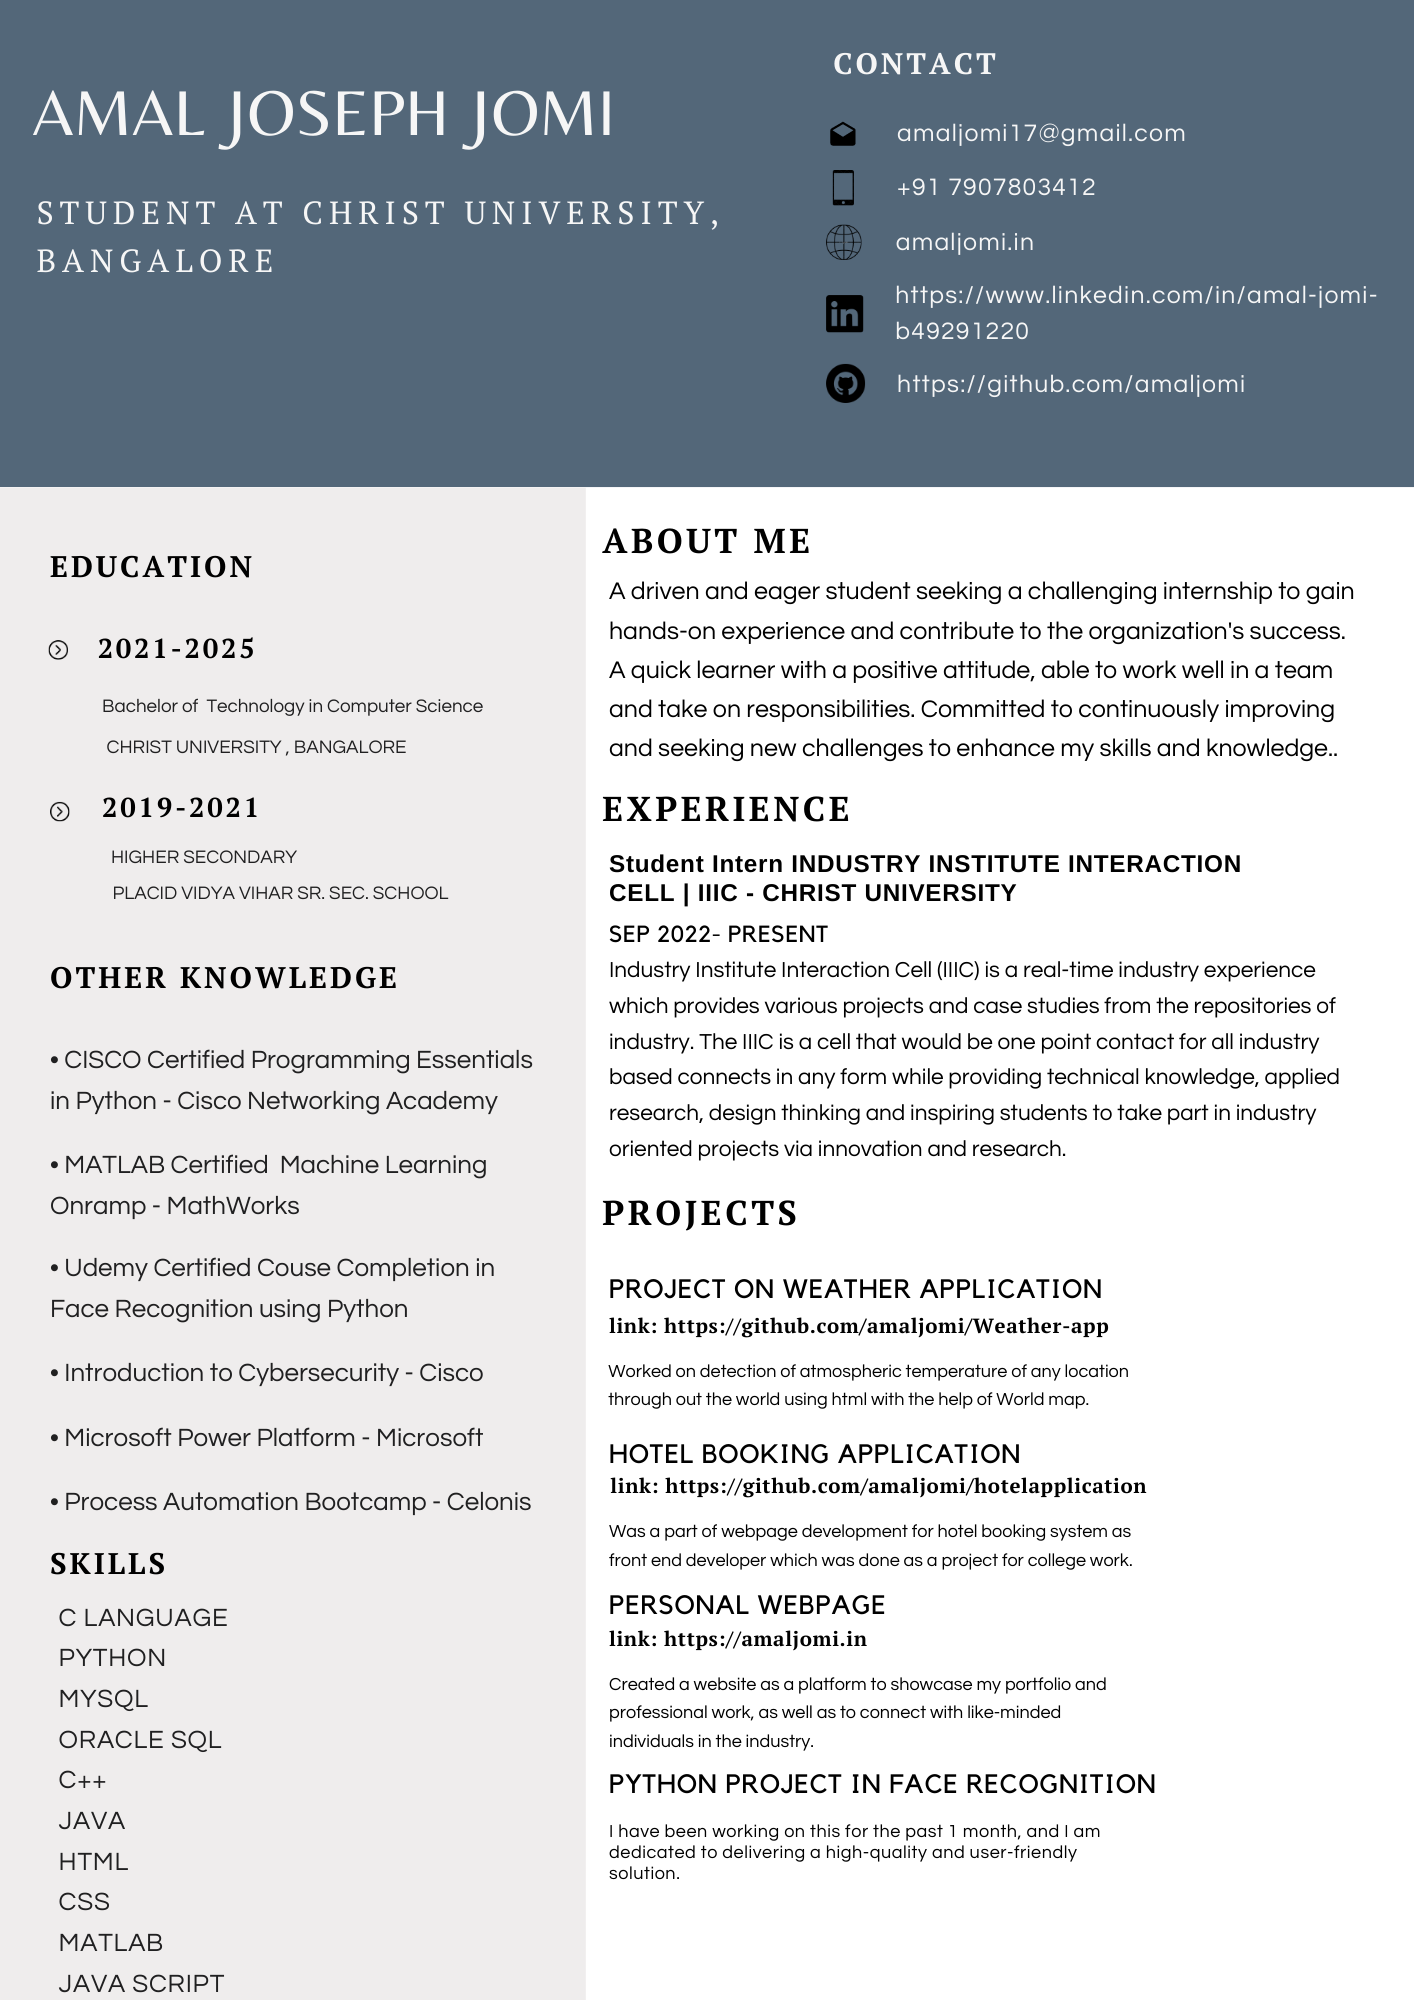 AMAL JOSEPH JOMI
STUDENT AT CHRIST UNIVERSITY,
BANGALORE
CONTACT
amaljomi17@gmail.com
+91 7907803412
amaljomi.in
https://www.linkedin.com/in/amal-jomi-
b49291220
https://github.com/amaljomi
EDUCATION
2021-2025
Bachelor of  Technology in Computer Science
CHRIST UNIVERSITY , BANGALORE
2019-2021
HIGHER SECONDARY
PLACID VIDYA VIHAR SR. SEC. SCHOOL
OTHER KNOWLEDGE
• CISCO Certified Programming Essentials
in Python - Cisco Networking Academy
• MATLAB Certified  Machine Learning
Onramp - MathWorks
• Udemy Certified Couse Completion in
Face Recognition using Python
• Introduction to Cybersecurity - Cisco
• Microsoft Power Platform - Microsoft
• Process Automation Bootcamp - Celonis
SKILLS
C LANGUAGE
PYTHON
MYSQL
ORACLE SQL
C++
JAVA
HTML
CSS
MATLAB
JAVA SCRIPT
ABOUT ME
A driven and eager student seeking a challenging internship to gain
hands-on experience and contribute to the organization's success.
A quick learner with a positive attitude, able to work well in a team
and take on responsibilities. Committed to continuously improving
and seeking new challenges to enhance my skills and knowledge..
EXPERIENCE
Student Intern INDUSTRY INSTITUTE INTERACTION
CELL | IIIC - CHRIST UNIVERSITY
SEP 2022- PRESENT
Industry Institute Interaction Cell (IIIC) is a real-time industry experience
which provides various projects and case studies from the repositories of
industry. The IIIC is a cell that would be one point contact for all industry
based connects in any form while providing technical knowledge, applied
research, design thinking and inspiring students to take part in industry
oriented projects via innovation and research.
PROJECTS
PROJECT ON WEATHER APPLICATION
link: https://github.com/amaljomi/Weather-app
Worked on detection of atmospheric temperature of any location
through out the world using html with the help of World map.
HOTEL BOOKING APPLICATION
link: https://github.com/amaljomi/hotelapplication
Was a part of webpage development for hotel booking system as
front end developer which was done as a project for college work.
PERSONAL WEBPAGE
link: https://amaljomi.in
Created a website as a platform to showcase my portfolio and
professional work, as well as to connect with like-minded
individuals in the industry.
PYTHON PROJECT IN FACE RECOGNITION
I have been working on this for the past 1 month, and I am
dedicated to delivering a high-quality and user-friendly
solution.